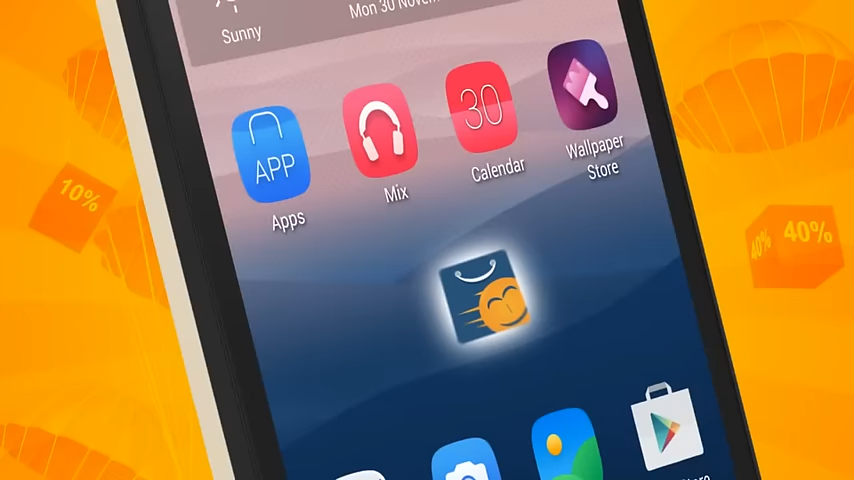 Sunny
Mon 30 Novem
APP
30
Apps
Mix
Calendar
Wallpaper
Store
10%
40%
40%